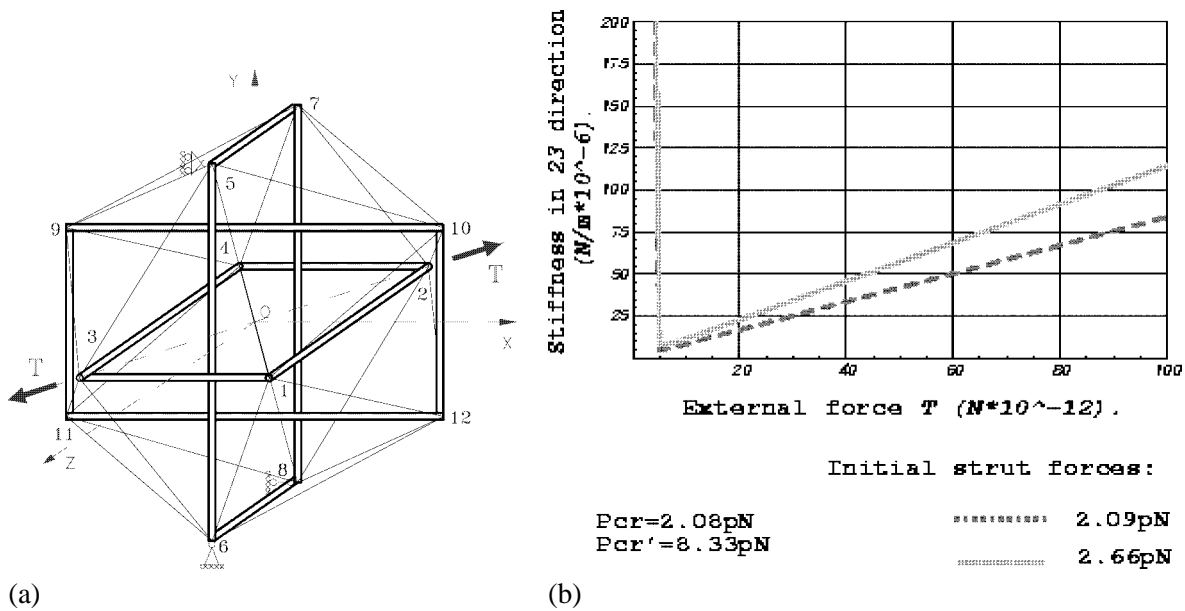 Y
7
5
9
10
4
T
2
3
O
X
T
1
11
12
Z
8
6
(a)
Stiffness in 23 direction
(N/m*10^-6).
200
175
150
125
100
75
50
25
20
40
60
80
100
External force T (N*10^-12).
Initial strut forces:
Pcr=2.08pN
Pcr'=8.33pN
2.09pN
2.66pN
(b)